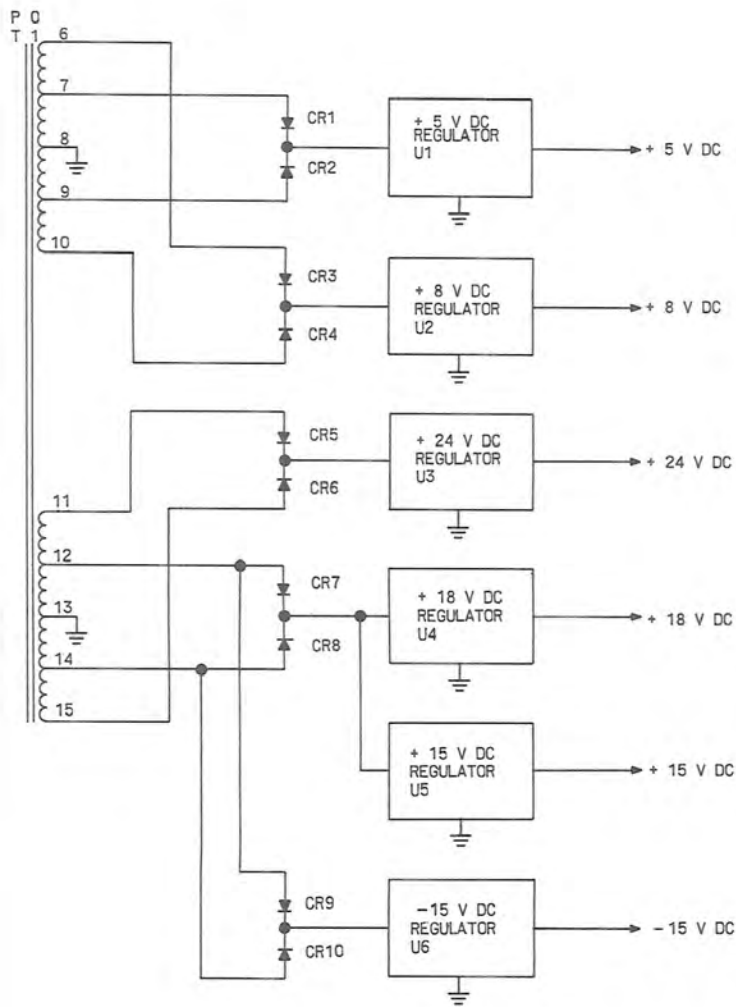 P O
T 1
6
7
8
9
10
11
12
13
14
15
CR1
CR2
+ 5 V DC
REGULATOR
U1
+ 5 V DC
CR3
CR4
+ 8 V DC
REGULATOR
U2
+ 8 V DC
CR5
CR6
+ 24 V DC
REGULATOR
U3
+ 24 V DC
CR7
CR8
+ 18 V DC
REGULATOR
U4
+ 18 V DC
+ 15 V DC
REGULATOR
U5
+ 15 V DC
CR9
CR10
-15 V DC
REGULATOR
U6
-15 V DC